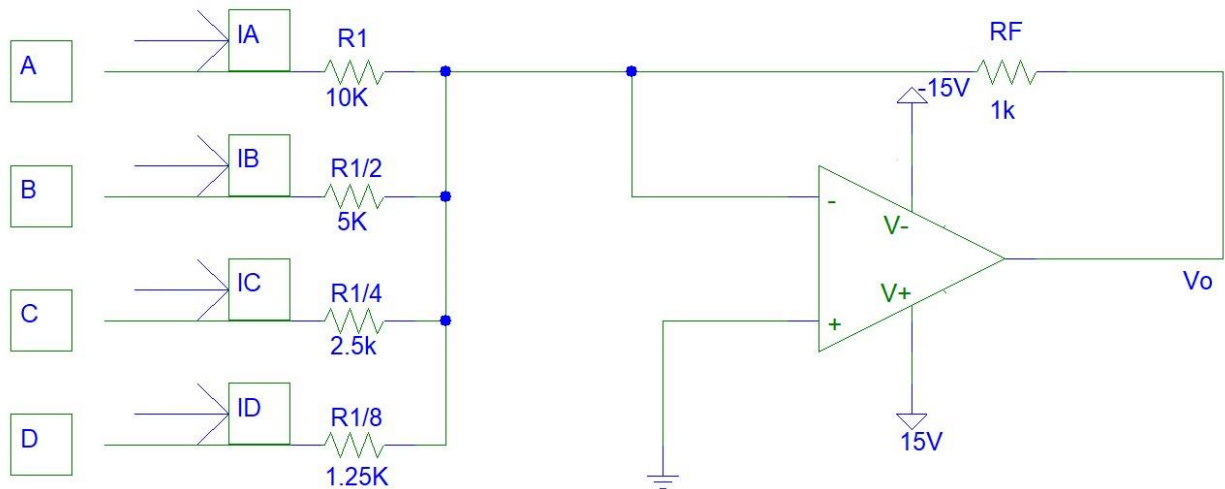 A
IA
R1
10K
B
IB
R1/2
5K
C
IC
R1/4
2.5k
D
ID
R1/8
1.25K
RF
1k
-15V
-
V-
V+
+
15V
Vo